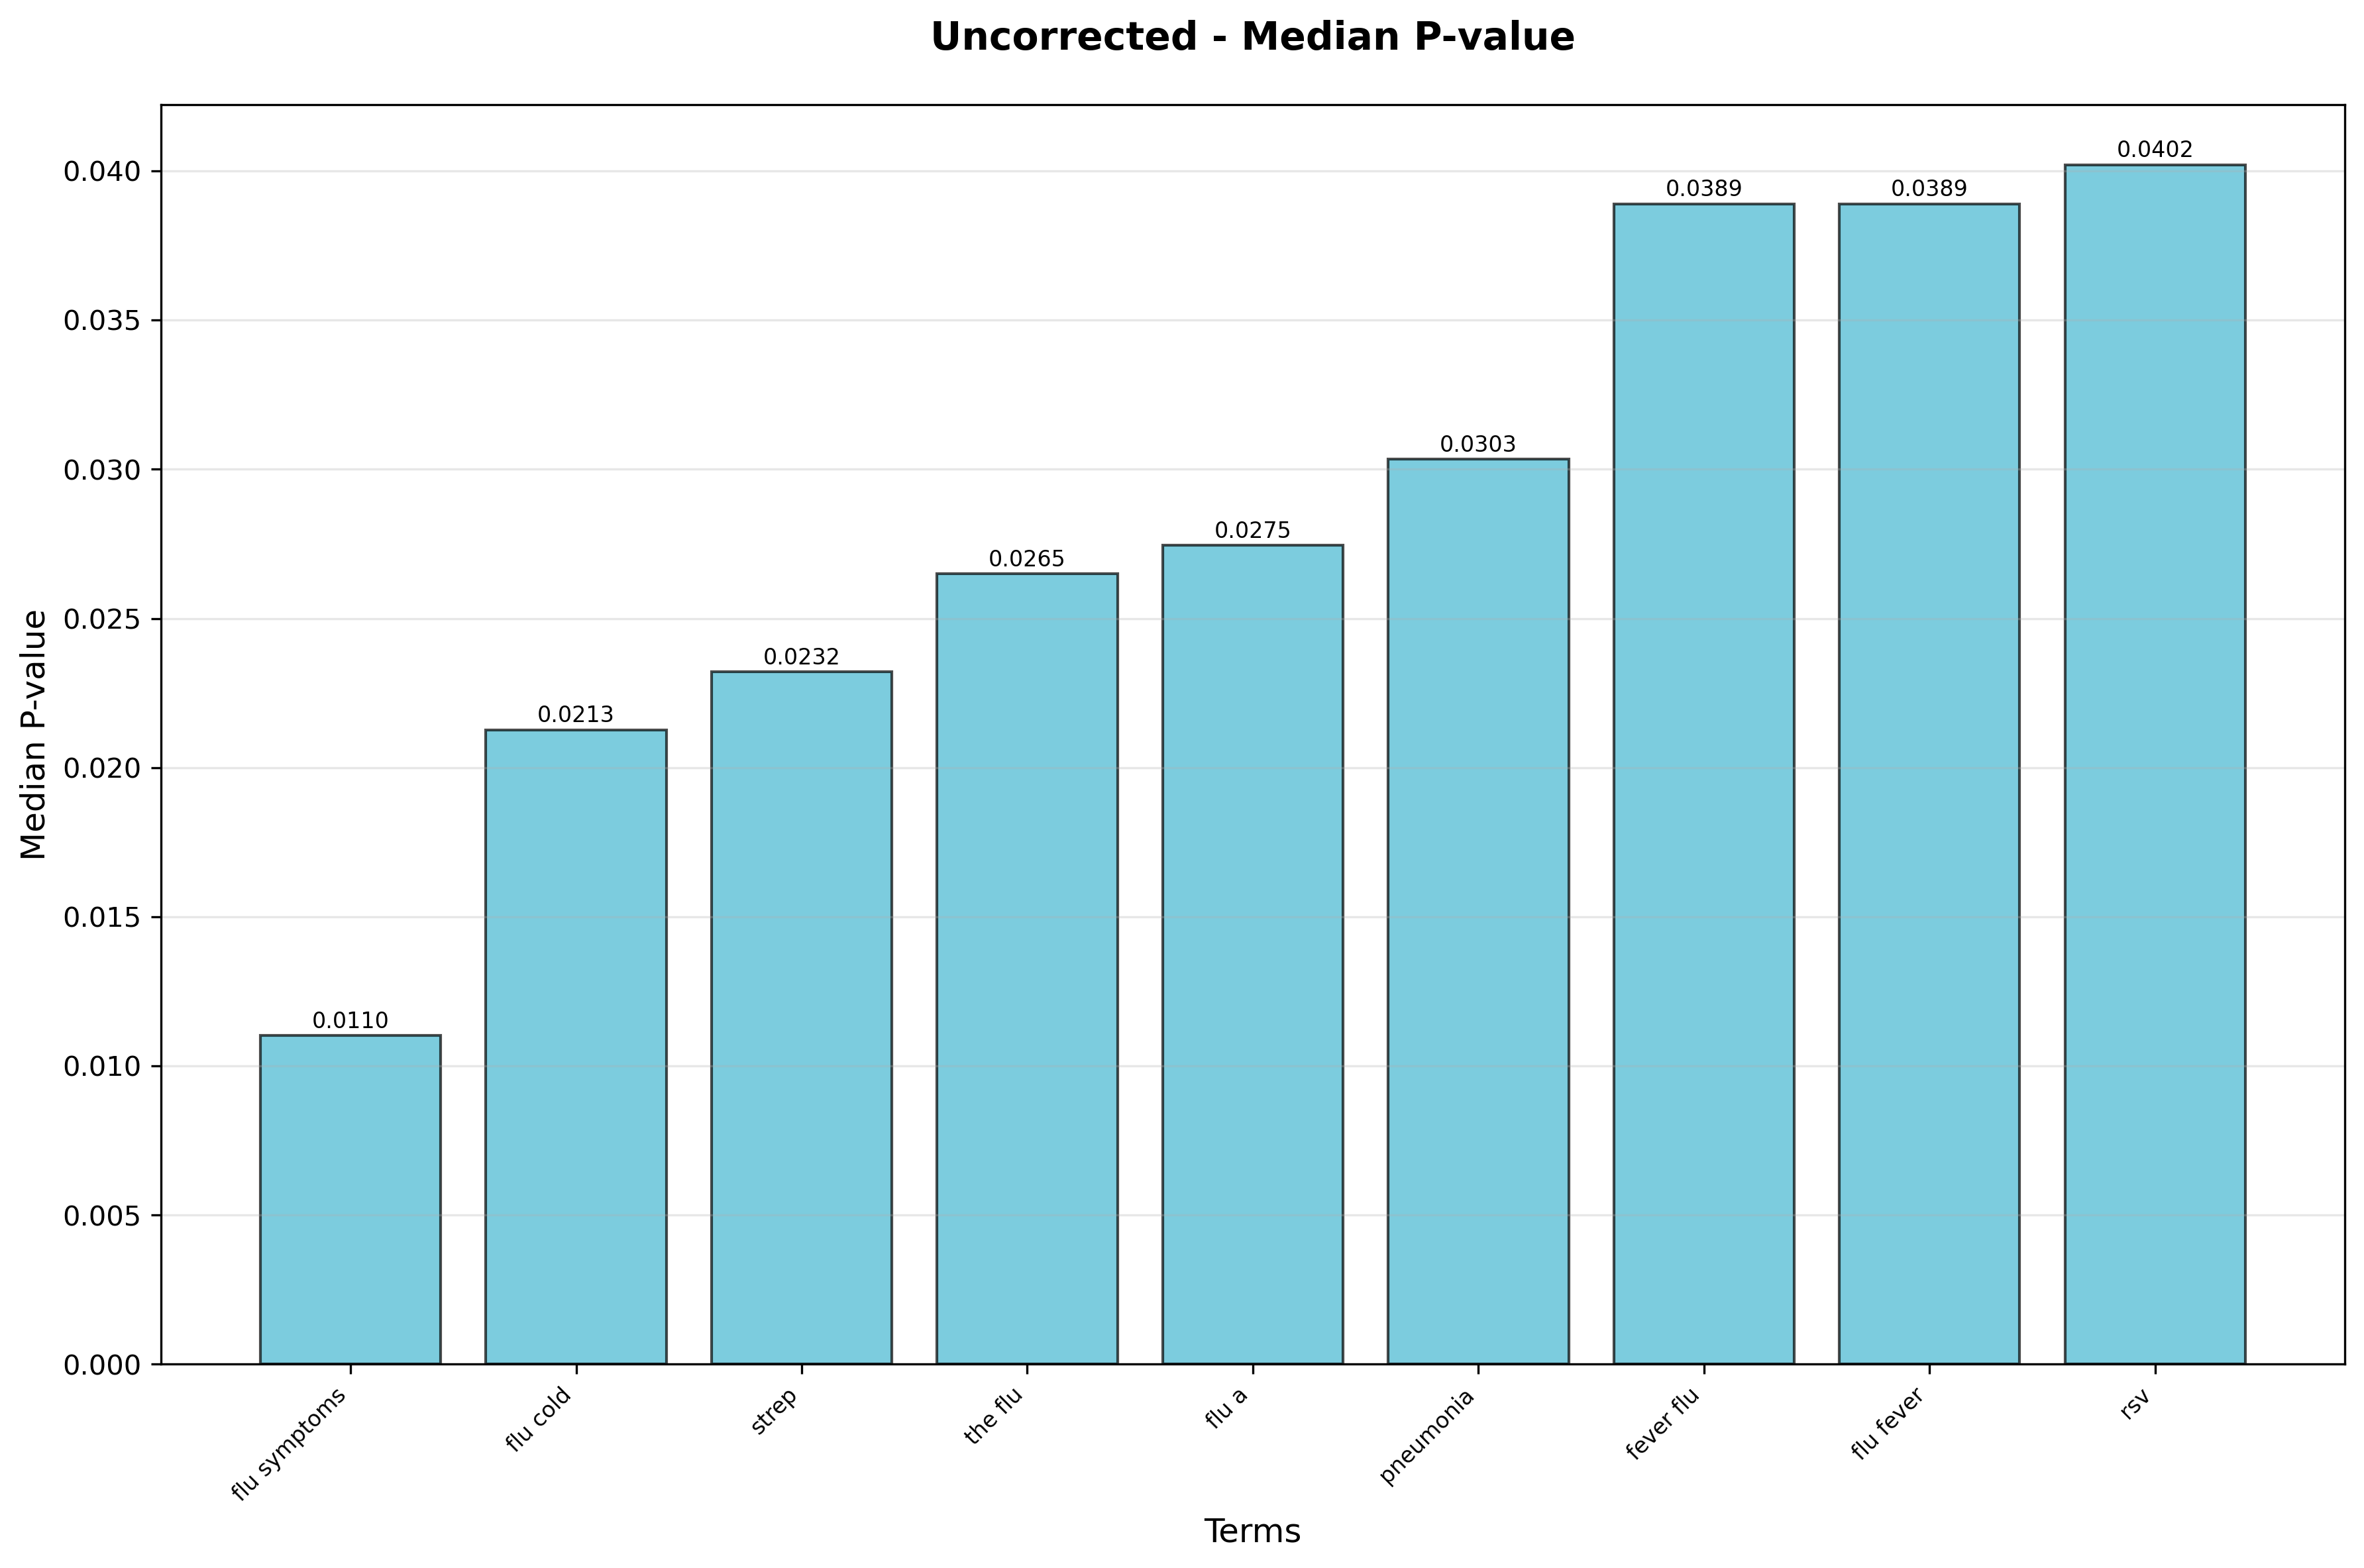 Uncorrected - Median P-value
Median P-value
0.040
0.035
0.030
0.025
0.020
0.015
0.010
0.005
0.000
0.0110
0.0213
0.0232
0.0265
0.0275
0.0303
0.0389
0.0389
0.0402
flu symptoms
flu cold
strep
the flu
flu a
pneumonia
fever flu
flu fever
rsv
Terms